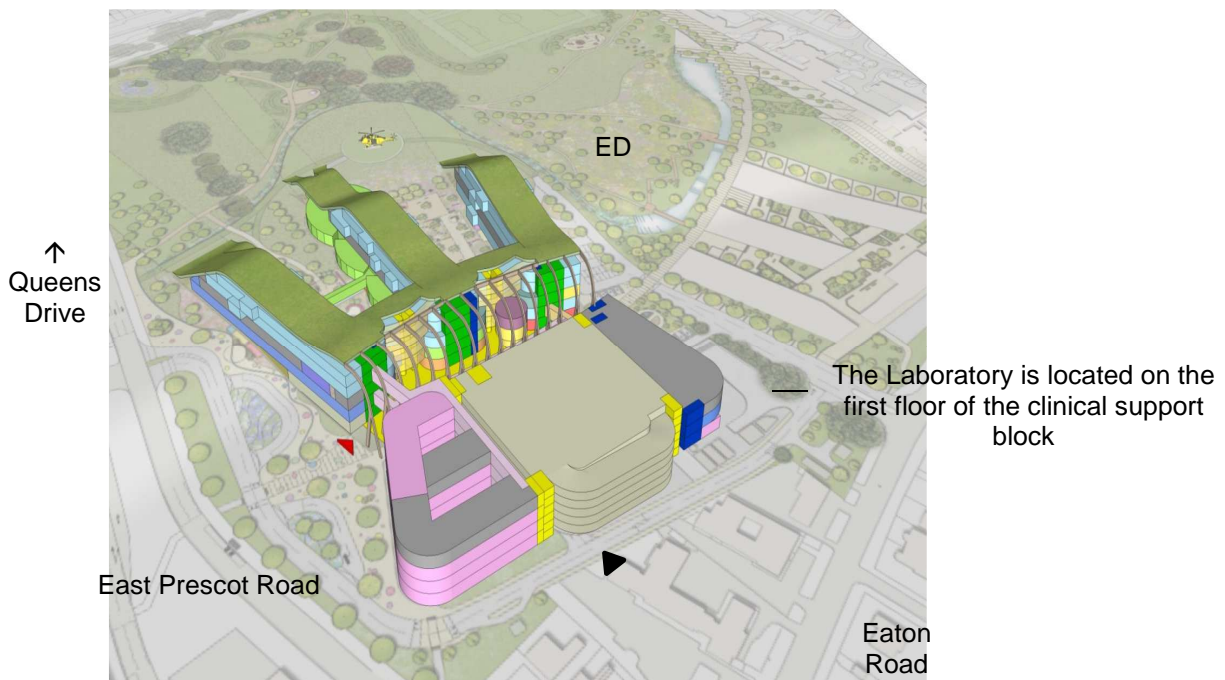 ED
↑
Queens
Drive
The Laboratory is located on the
first floor of the clinical support
block
East Prescot Road
Eaton
Road